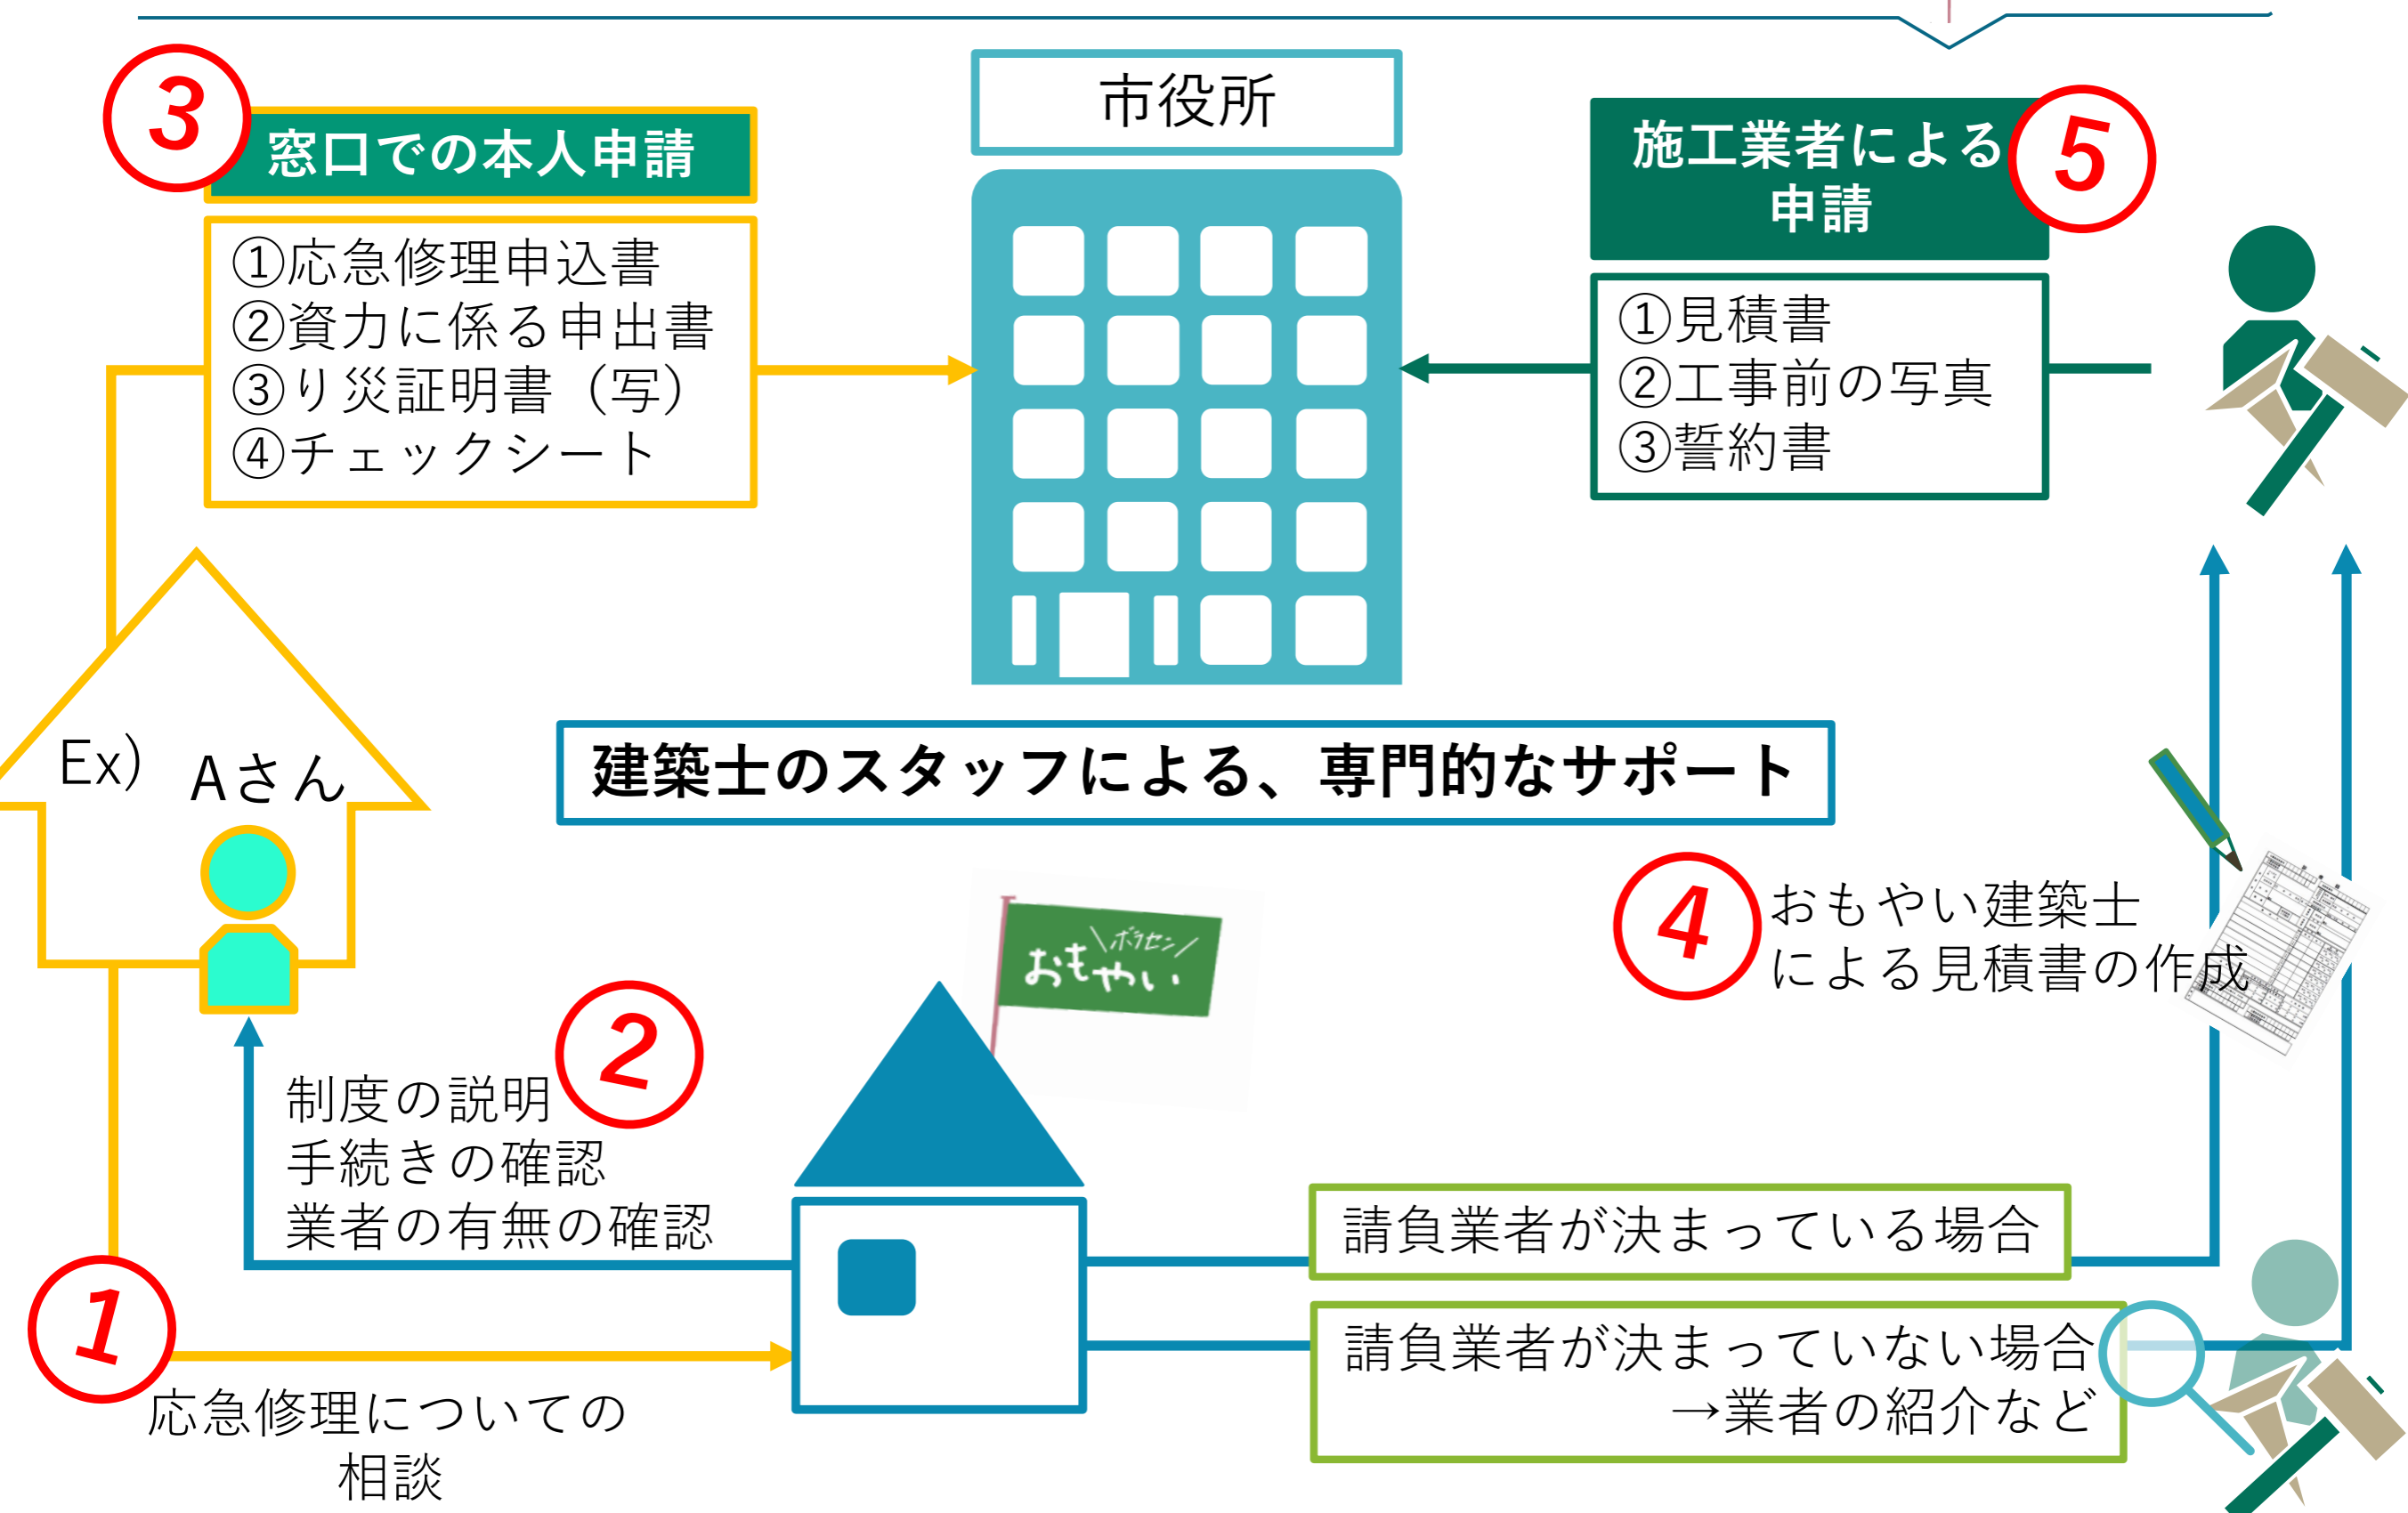 市役所
3
窓口での本人申請
①応急修理申込書
②資力に係る申出書
③り災証明書（写）
④チェックシート
施工業者による
申請
5
①見積書
②工事前の写真
③誓約書
Ex)
Aさん
建築士のスタッフによる、専門的なサポート
＼ボラセン／
おもやい
4
おもやい建築士
による見積書の作成
2
制度の説明
手続きの確認
業者の有無の確認
1
応急修理についての
相談
請負業者が決まっている場合
請負業者が決まっていない場合
→業者の紹介など